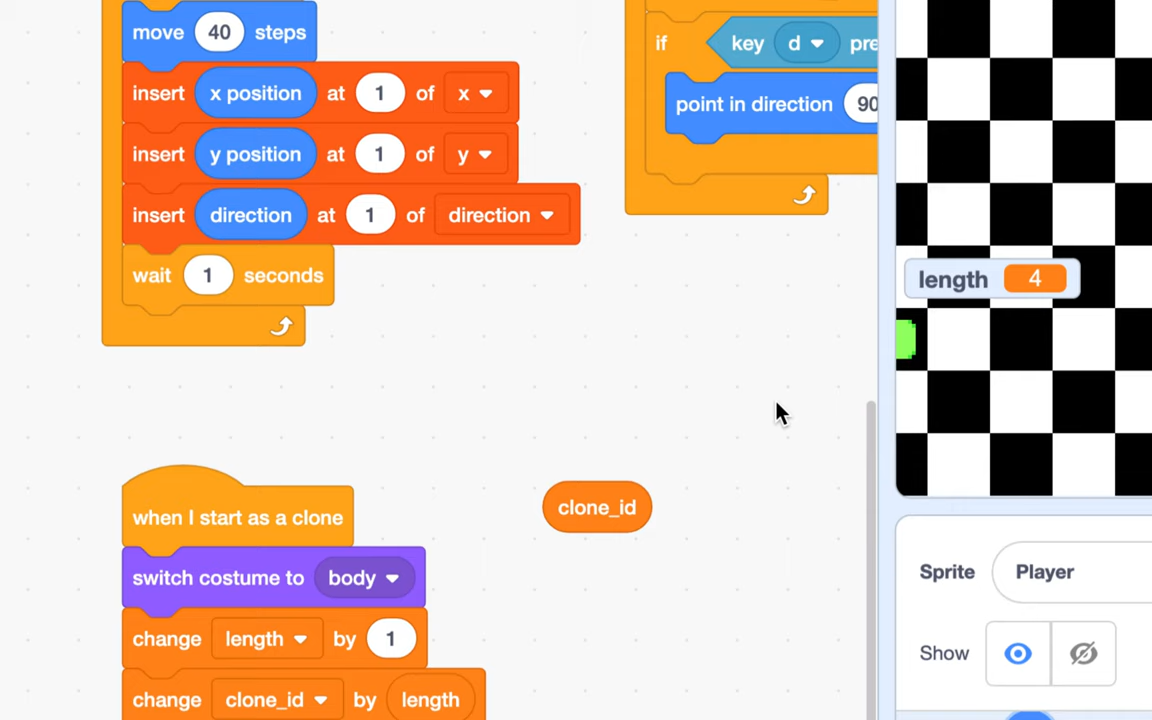 move 40 steps
insert x position at 1 of x
insert y position at 1 of y
insert direction at 1 of direction
wait 1 seconds
if key d pre
point in direction 90
length 4
when I start as a clone
switch costume to body
change length by 1
change clone_id by length
clone_id
Sprite Player
Show